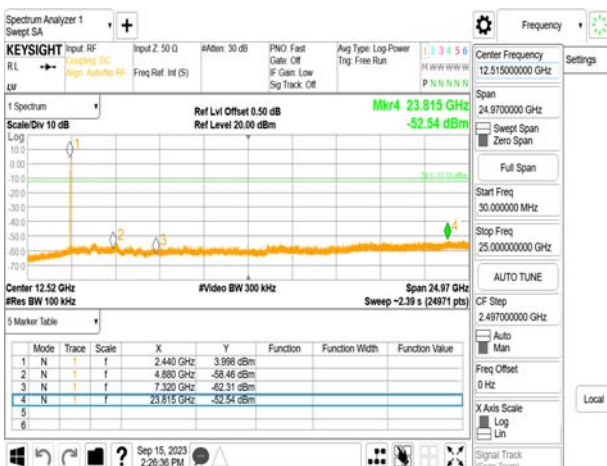 Spectrum Analyzer 1
Swept SA
Frequency
KEYSIGHT
Input: RF
Coupling: DC
Align: Auto/No RF
Input Z: 50 Ω
Freq Ref: Int (S)
#Atten: 30 dB
PNO: Fast
Gate: Off
IF Gain: Low
Sig Track: Off
Avg Type: Log-Power
Trig: Free Run
1 2 3 4 5 6
M W W W W W
P N N N N N
RL
1 Spectrum
Scale/Div 10 dB
Ref Lvl Offset 0.50 dB
Ref Level 20.00 dBm
Mkr4 23.815 GHz
-52.54 dBm
Log
10.0
0.00
-10.0
-20.0
-30.0
-40.0
-50.0
-60.0
-70.0
1
2
3
4
Center 12.52 GHz
#Res BW 100 kHz
#Video BW 300 kHz
Span 24.97 GHz
Sweep ~2.39 s (24971 pts)
5 Marker Table
Mode Trace Scale X Y Function Function Width Function Value
1 N 1 f 2.440 GHz 3.998 dBm
2 N 1 f 4.880 GHz -58.46 dBm
3 N 1 f 7.320 GHz -62.31 dBm
4 N 1 f 23.815 GHz -52.54 dBm
5
6
Sep 15, 2023
2:26:36 PM
Center Frequency
12.515000000 GHz
Span
24.9700000 GHz
Swept Span
Zero Span
Full Span
Start Freq
30.000000 MHz
Stop Freq
25.000000000 GHz
AUTO TUNE
CF Step
2.497000000 GHz
Auto
Man
Freq Offset
0 Hz
X Axis Scale
Log
Lin
Signal Track
Settings
Local